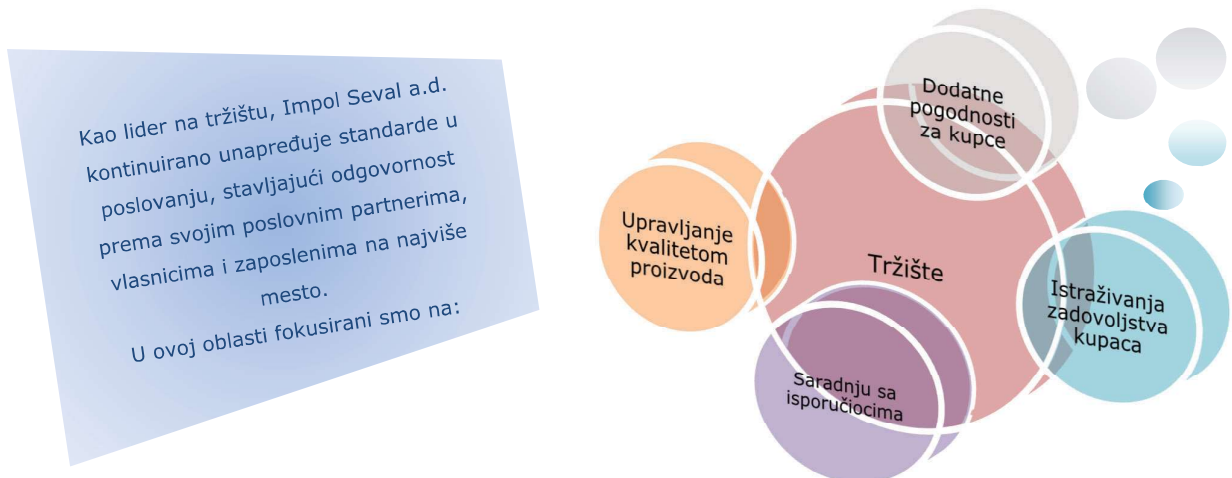 Kao lider na tržištu, Impol Seval a.d.
kontinuirano unapređuje standarde u
poslovanju, stavljajući odgovornost
prema svojim poslovnim partnerima,
vlasnicima i zaposlenima na najviše
mesto.
U ovoj oblasti fokusirani smo na:
Dodatne
pogodnosti
za kupce
Upravljanje
kvalitetom
proizvoda
Tržište
Istraživanja
zadovoljstva
kupaca
Saradnju sa
isporučiocima